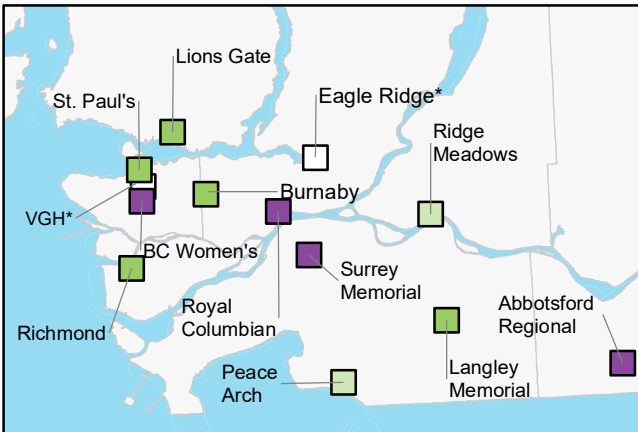 Lions Gate
St. Paul's
Eagle Ridge*
Ridge
Meadows
Burnaby
VGH*
BC Women's
Surrey
Memorial
Richmond
Royal
Columbian
Abbotsford
Regional
Peace
Arch
Langley
Memorial